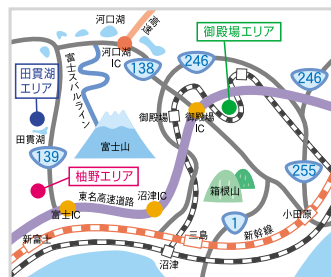 河口湖
高速
河口湖
IC
御殿場エリア
246
138
246
田貫湖
エリア
富士スバルライン
御殿場
御殿場
IC
富士山
田貫湖
139
柚野エリア
箱根山
255
東名高速道路
沼津IC
富士IC
1
小田原
新富士
三島
新幹線
沼津